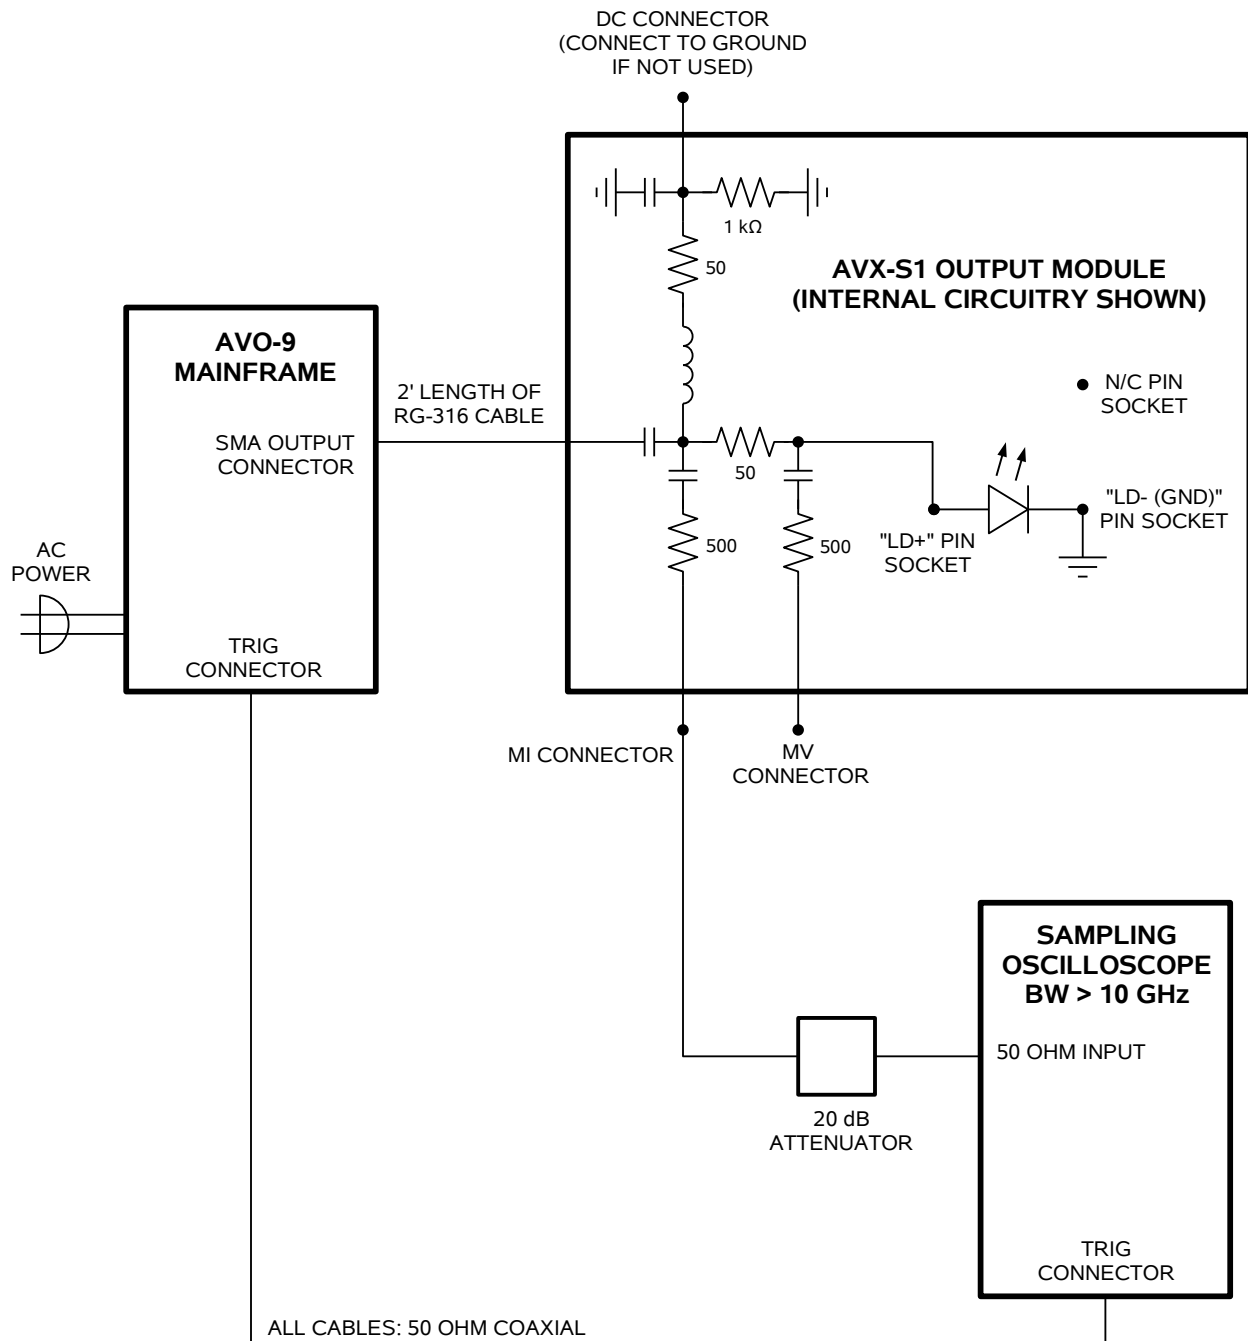 DC CONNECTOR
(CONNECT TO GROUND
IF NOT USED)
1 kΩ
50
AVX-S1 OUTPUT MODULE
(INTERNAL CIRCUITRY SHOWN)
AVO-9
MAINFRAME
2' LENGTH OF
RG-316 CABLE
SMA OUTPUT
CONNECTOR
N/C PIN
SOCKET
50
"LD- (GND)"
PIN SOCKET
"LD+" PIN
SOCKET
500
500
AC
POWER
TRIG
CONNECTOR
MI CONNECTOR
MV
CONNECTOR
SAMPLING
OSCILLOSCOPE
BW > 10 GHz
50 OHM INPUT
20 dB
ATTENUATOR
TRIG
CONNECTOR
ALL CABLES: 50 OHM COAXIAL